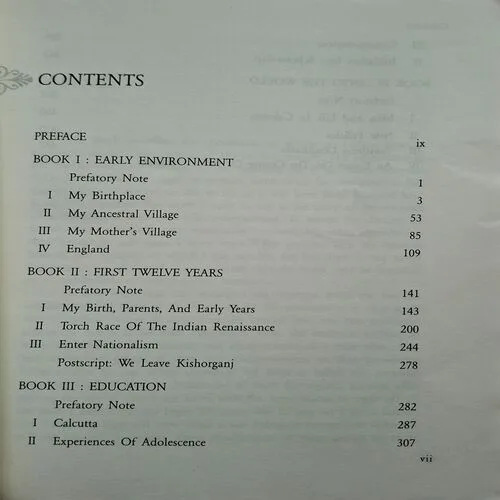 CONTENTS
PREFACE ix
BOOK I : EARLY ENVIRONMENT
Prefatory Note 1
I My Birthplace 3
II My Ancestral Village 53
III My Mother's Village 85
IV England 109
BOOK II : FIRST TWELVE YEARS
Prefatory Note 141
I My Birth, Parents, And Early Years 143
II Torch Race Of The Indian Renaissance 200
III Enter Nationalism 244
Postscript: We Leave Kishorganj 278
BOOK III : EDUCATION
Prefatory Note 282
I Calcutta 287
II Experiences Of Adolescence 307
vii